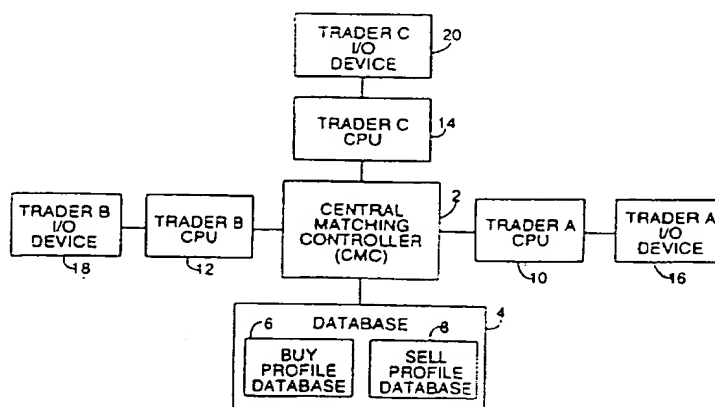 TRADER C
I/O
DEVICE
20
TRADER C
CPU
14
TRADER B
I/O
DEVICE
18
TRADER B
CPU
12
CENTRAL
MATCHING
CONTROLLER
(CMC)
2
TRADER A
CPU
10
TRADER A
I/O
DEVICE
16
DATABASE
4
6
BUY
PROFILE
DATABASE
8
SELL
PROFILE
DATABASE